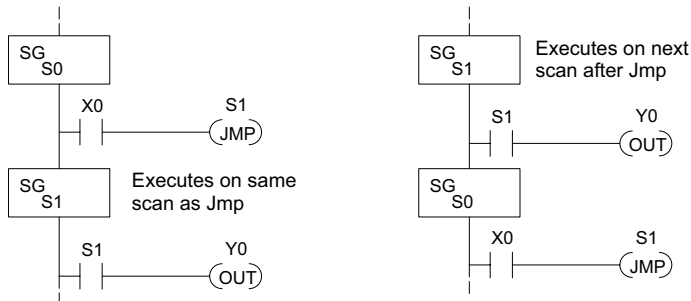 SG
S0
X0
S1
JMP
SG
S1
Executes on same
scan as Jmp
S1
Y0
OUT
SG
S1
Executes on next
scan after Jmp
S1
Y0
OUT
SG
S0
X0
S1
JMP